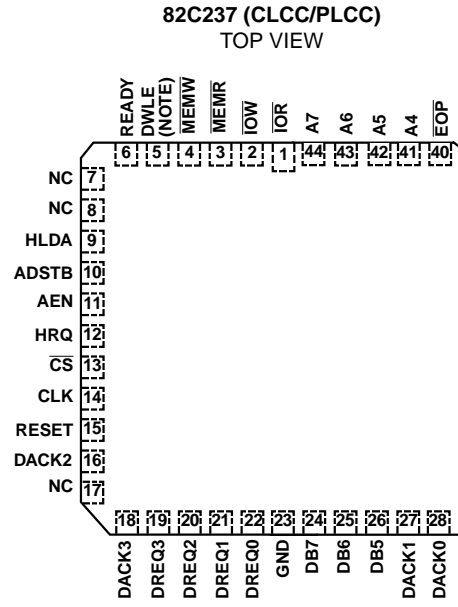 82C237 (CLCC/PLCC)
TOP VIEW
READY
DWLE
(NOTE)
MEMW
MEMR
IOW
IOR
A7
A6
A5
A4
EOP
6 5 4 3 2 1 44 43 42 41 40
NC 7
NC 8
HLDA 9
ADSTB 10
AEN 11
HRQ 12
CS 13
CLK 14
RESET 15
DACK2 16
NC 17
18 19 20 21 22 23 24 25 26 27 28
DACK3
DREQ3
DREQ2
DREQ1
DREQ0
GND
DB7
DB6
DB5
DACK1
DACK0